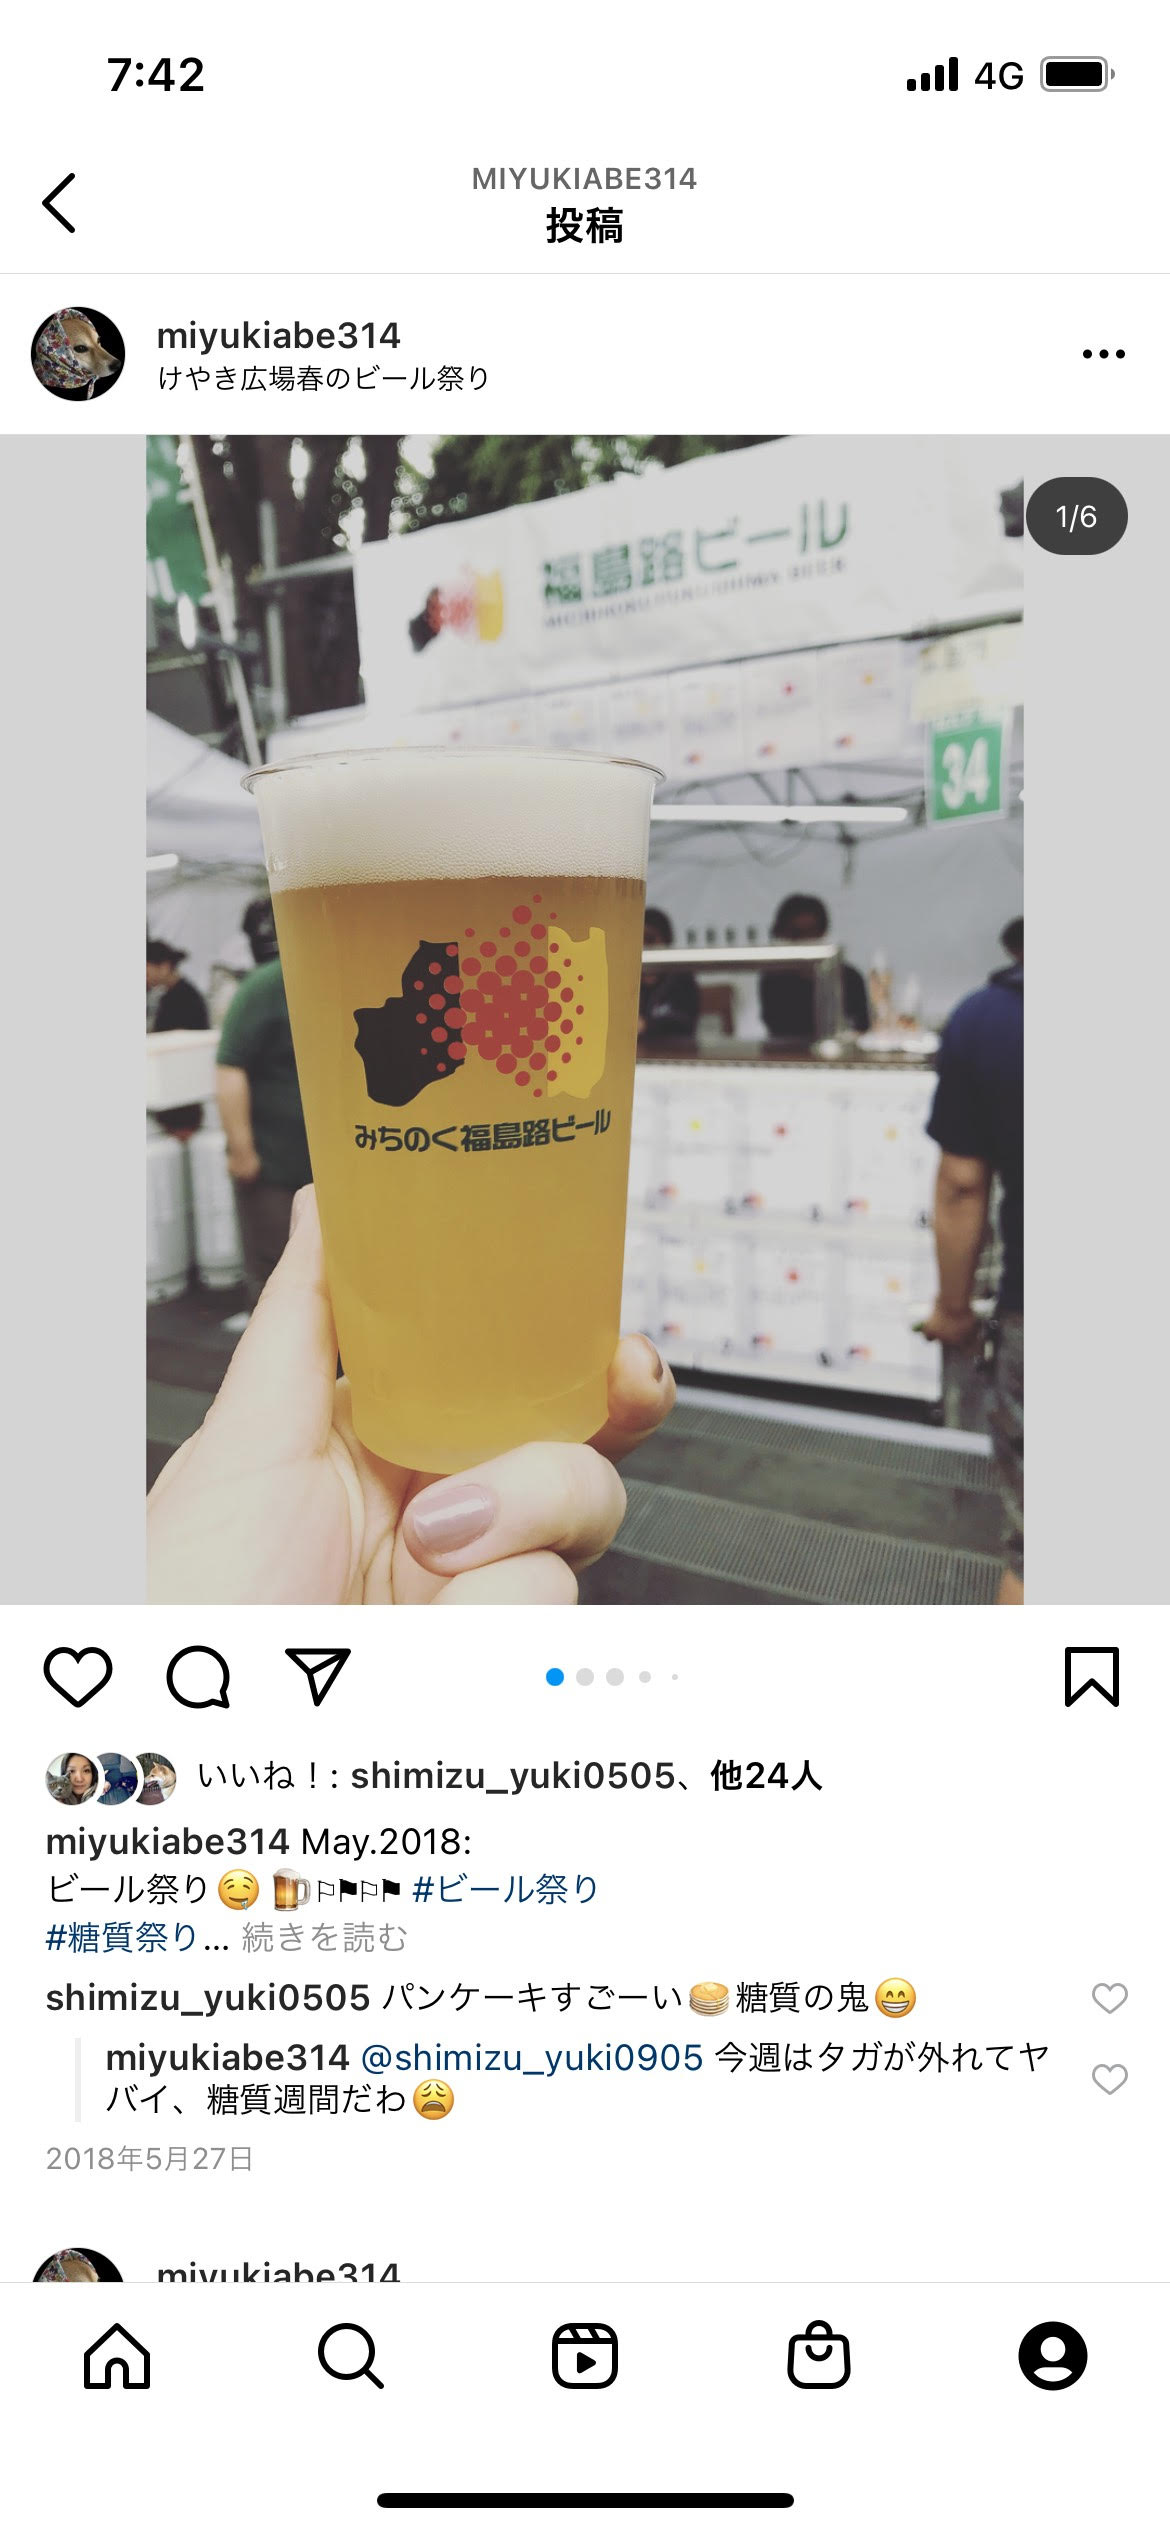 7:42
4G
MIYUKIABE314
投稿
miyukiabe314
けやき広場春のビール祭り
1/6
福島路ビール
34
みちのく福島路ビール
いいね！: shimizu_yuki0505、他24人
miyukiabe314 May.2018:
ビール祭り🤤 🍺⚐⚑⚐⚑ #ビール祭り
#糖質祭り... 続きを読む
shimizu_yuki0505 パンケーキすごーい🥞糖質の鬼😁
miyukiabe314 @shimizu_yuki0905 今週はタガが外れてヤ
バイ、糖質週間だわ😩
2018年5月27日
miyukiabe314